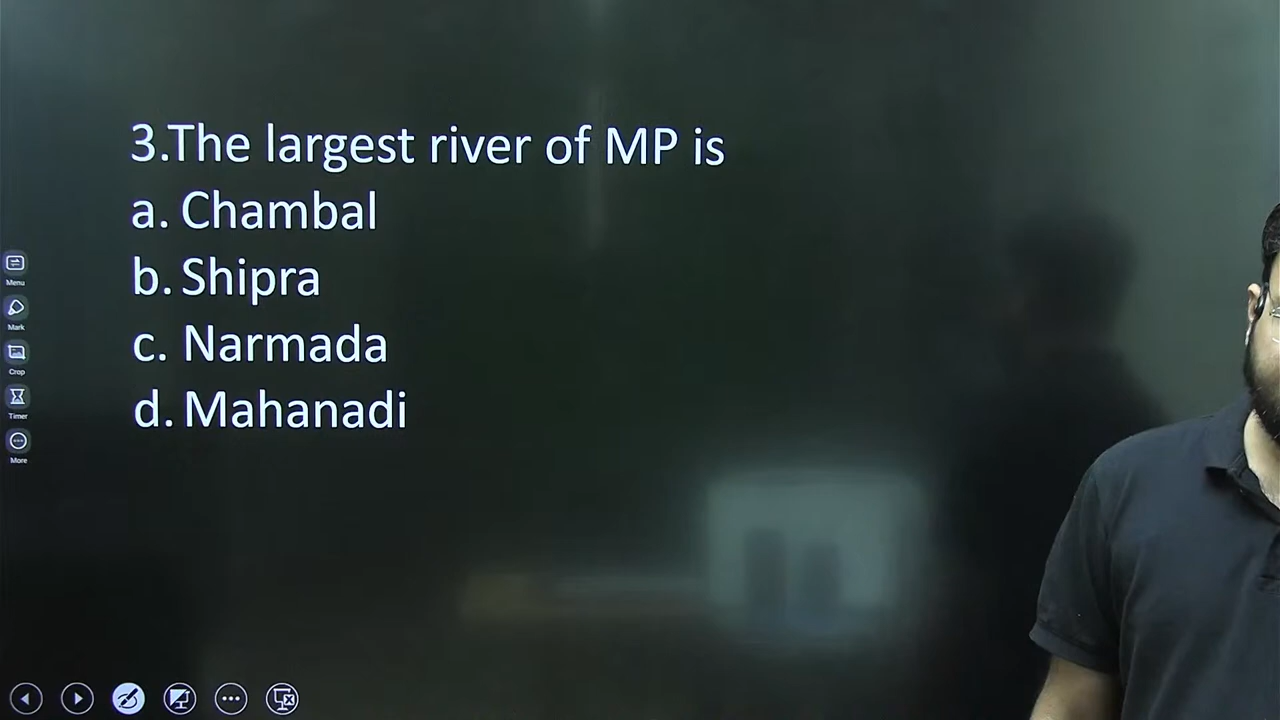 3.The largest river of MP is
a. Chambal
b. Shipra
c. Narmada
d. Mahanadi
Menu
Mark
Crop
Timer
More